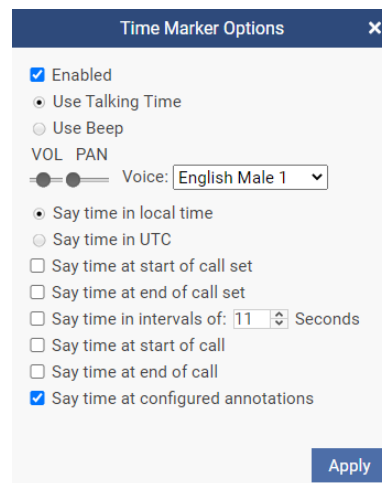 Time Marker Options ×
Enabled
Use Talking Time
Use Beep
VOL PAN
Voice: English Male 1
Say time in local time
Say time in UTC
Say time at start of call set
Say time at end of call set
Say time in intervals of: 11 Seconds
Say time at start of call
Say time at end of call
Say time at configured annotations
Apply